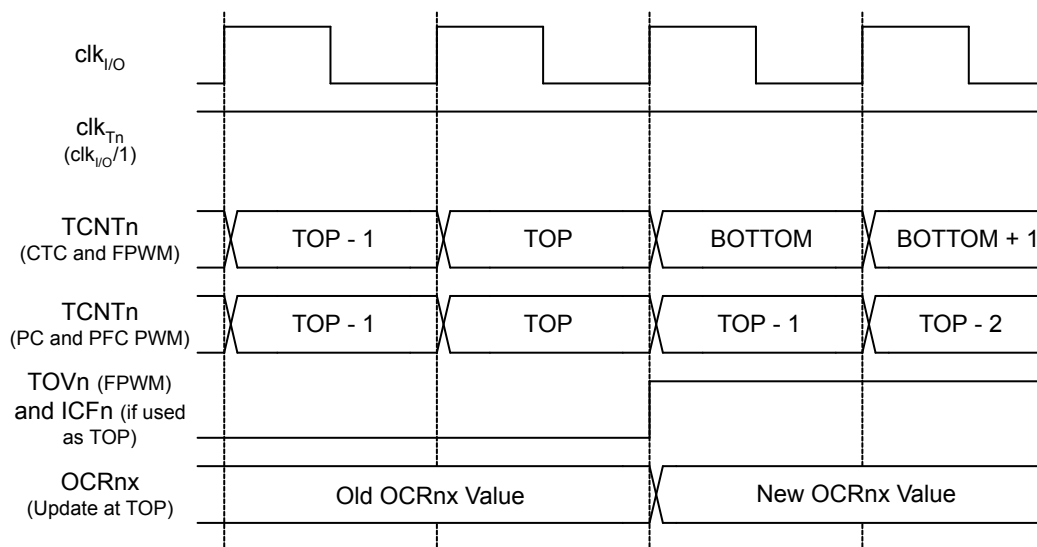 clkI/O
clkTn
(clkI/O/1)
TCNTn
(CTC and FPWM)
TOP - 1
TOP
BOTTOM
BOTTOM + 1
TCNTn
(PC and PFC PWM)
TOP - 1
TOP
TOP - 1
TOP - 2
TOVn (FPWM)
and ICFn (if used
as TOP)
OCRnx
(Update at TOP)
Old OCRnx Value
New OCRnx Value